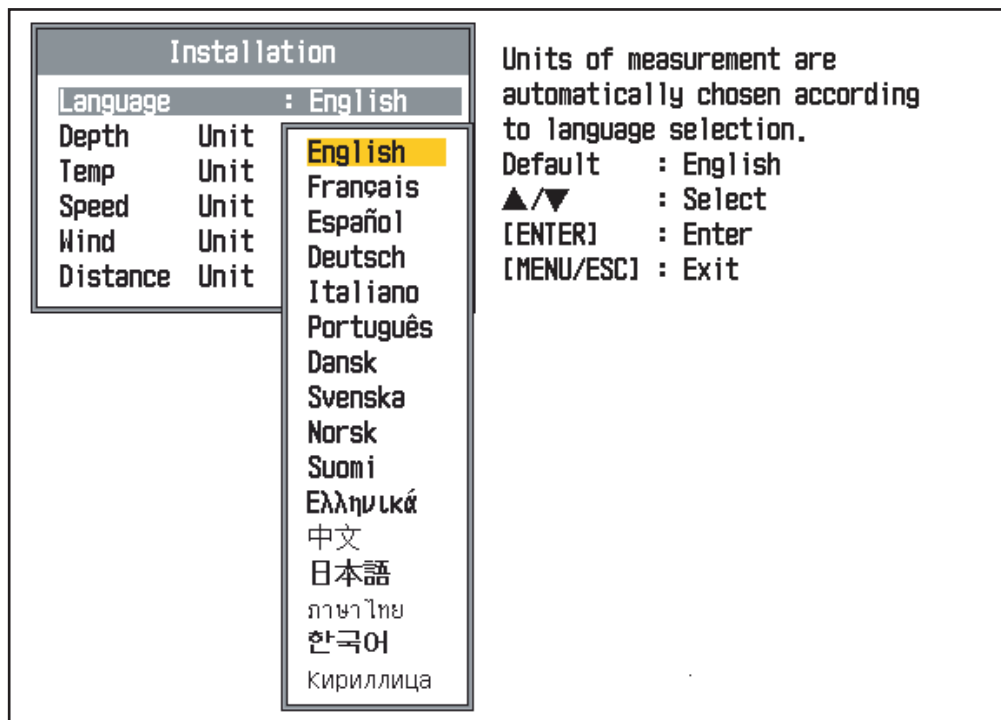 Installation
Language : English
Depth Unit
Temp Unit
Speed Unit
Wind Unit
Distance Unit
English
Français
Español
Deutsch
Italiano
Português
Dansk
Svenska
Norsk
Suomi
Ελληνικά
中文
日本語
ภาษาไทย
한국어
Кириллица
Units of measurement are
automatically chosen according
to language selection.
Default : English
▲/▼ : Select
[ENTER] : Enter
[MENU/ESC] : Exit